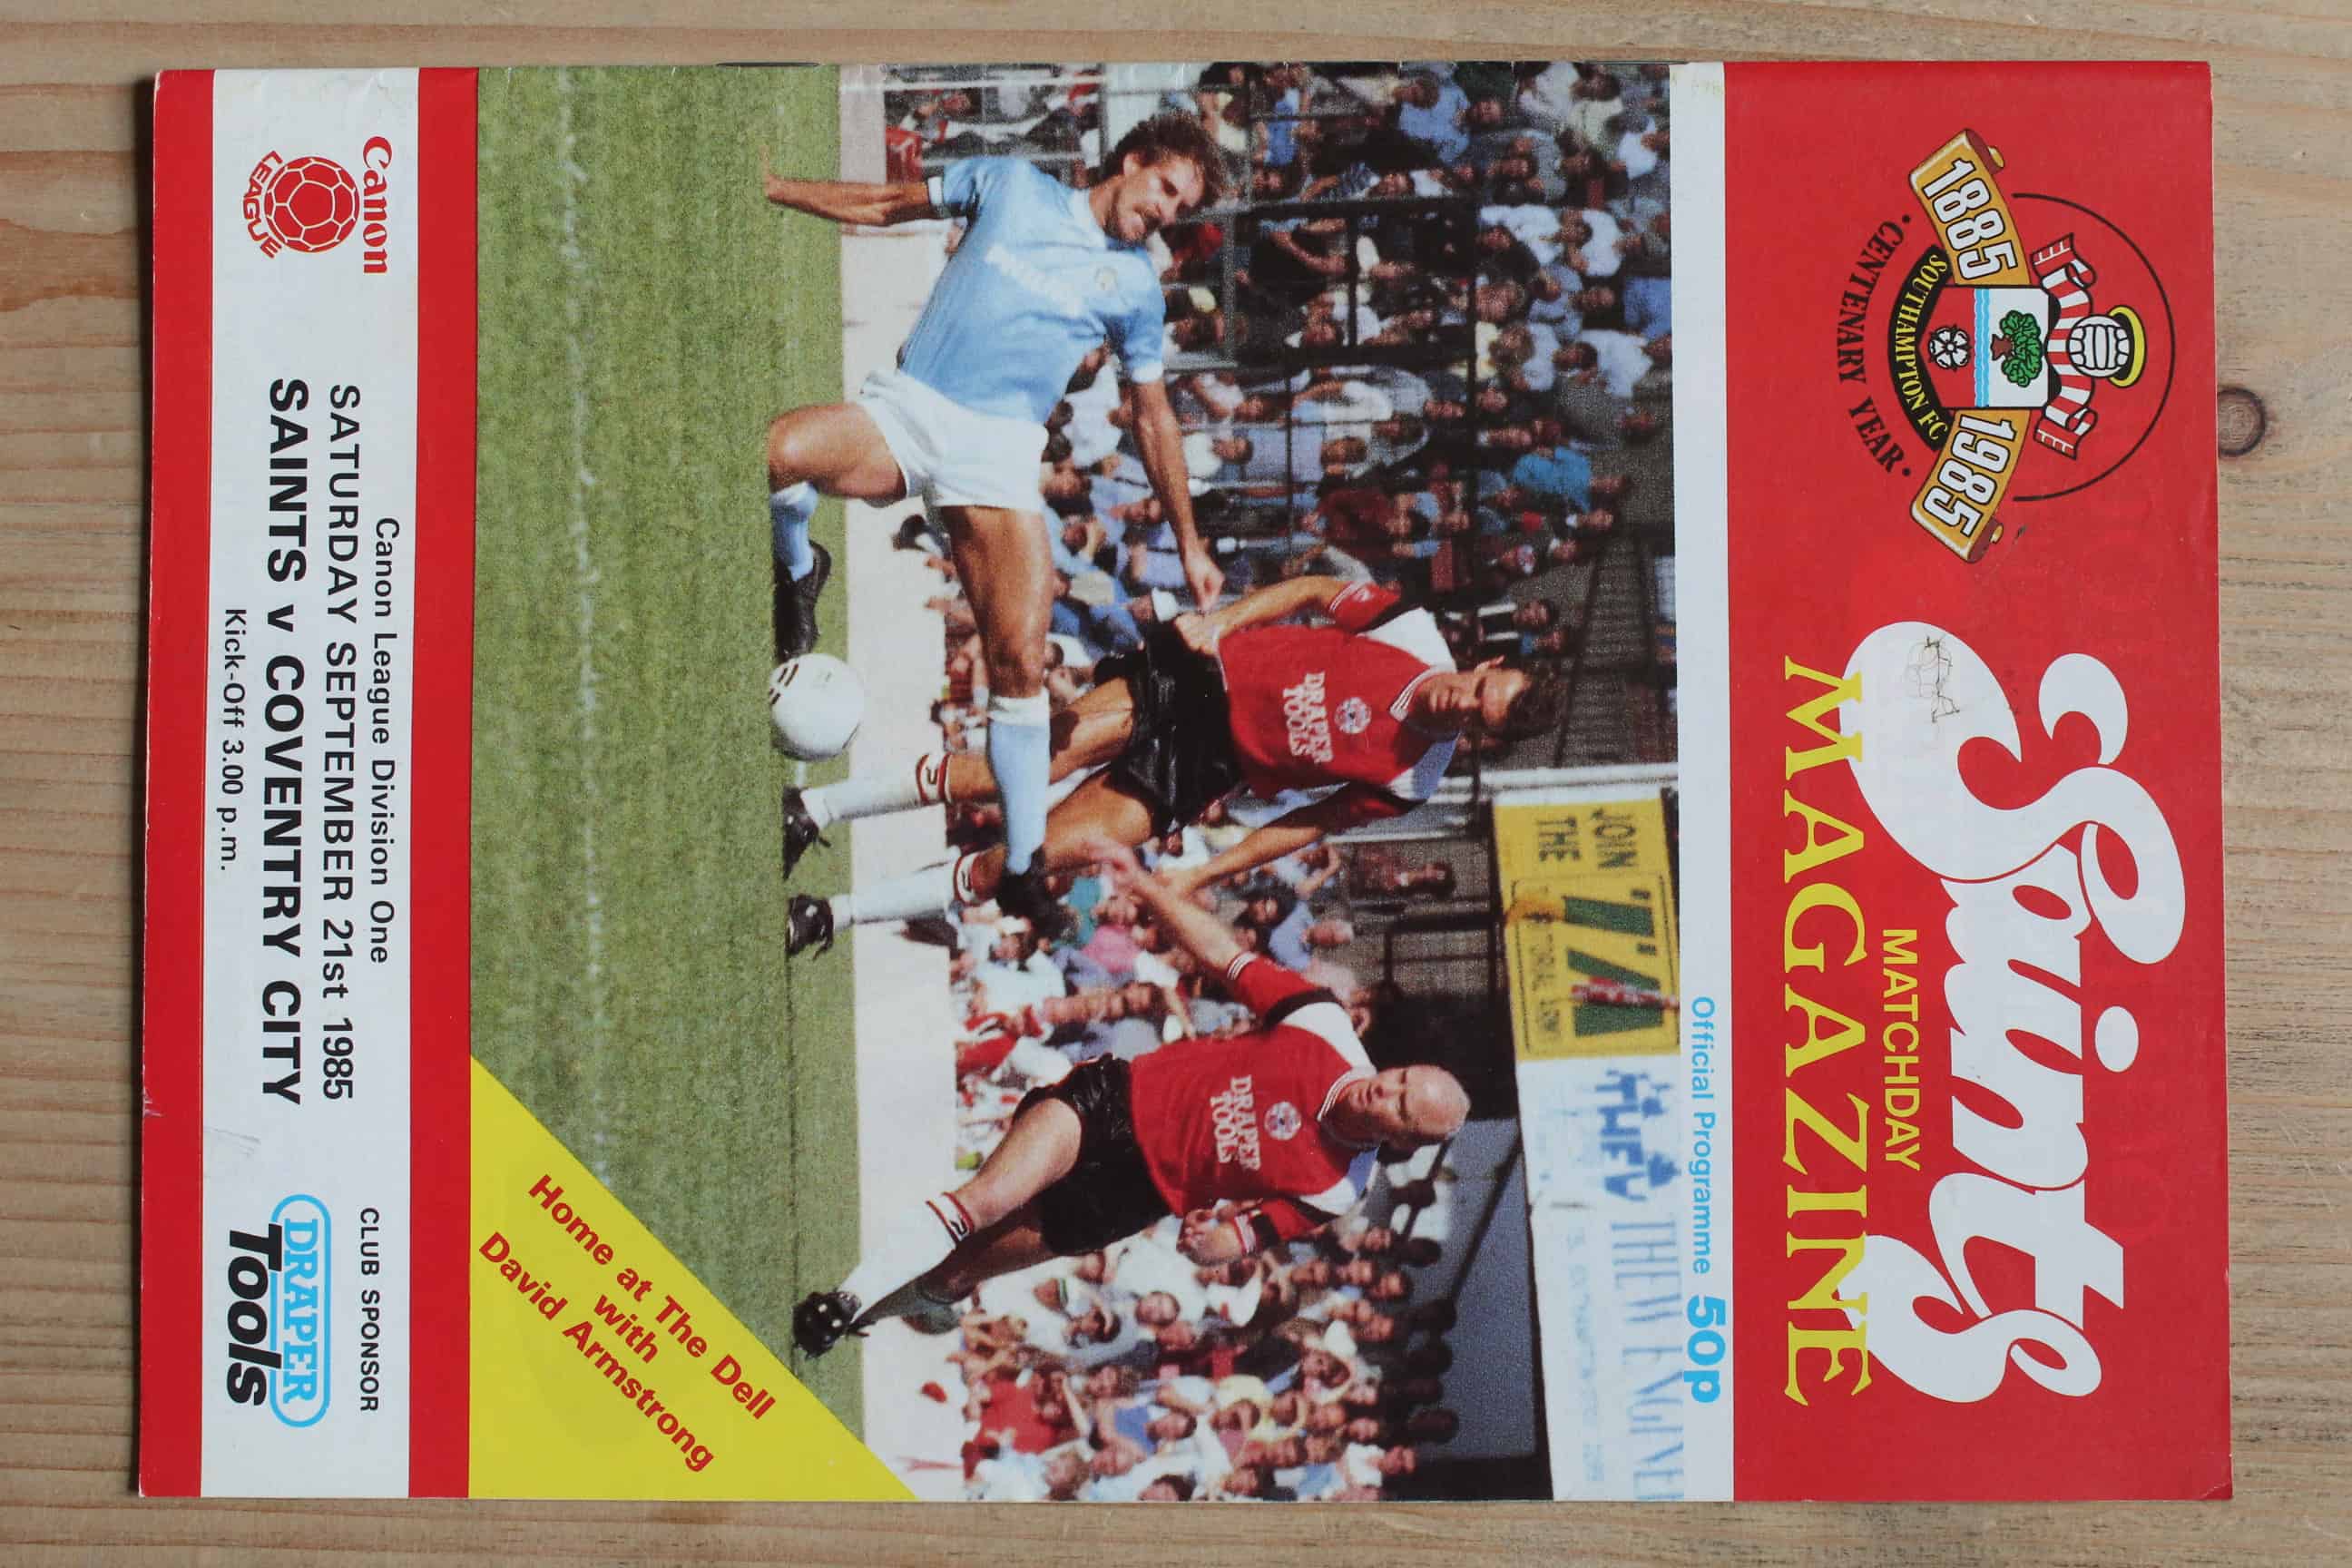 1885
1985
SOUTHAMPTON FC
• CENTENARY YEAR •
Saints
MATCHDAY
MAGAZINE
Official Programme 50p
JOIN
THE
DRAPER
TOOLS
DRAPER
TOOLS
Home at The Dell
with
David Armstrong
Canon
LEAGUE
Canon League Division One
SATURDAY SEPTEMBER 21st 1985
SAINTS v COVENTRY CITY
Kick-Off 3.00 p.m.
CLUB SPONSOR
DRAPER
Tools